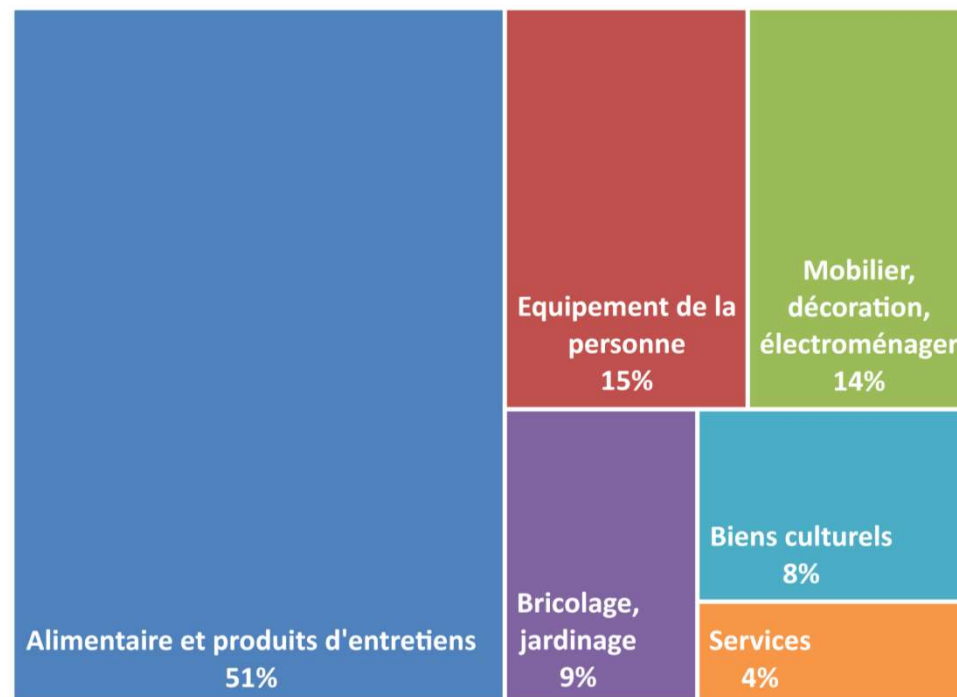 Alimentaire et produits d'entretiens
51%
Equipement de la
personne
15%
Mobilier,
décoration,
électroménager
14%
Bricolage,
jardinage
9%
Biens culturels
8%
Services
4%